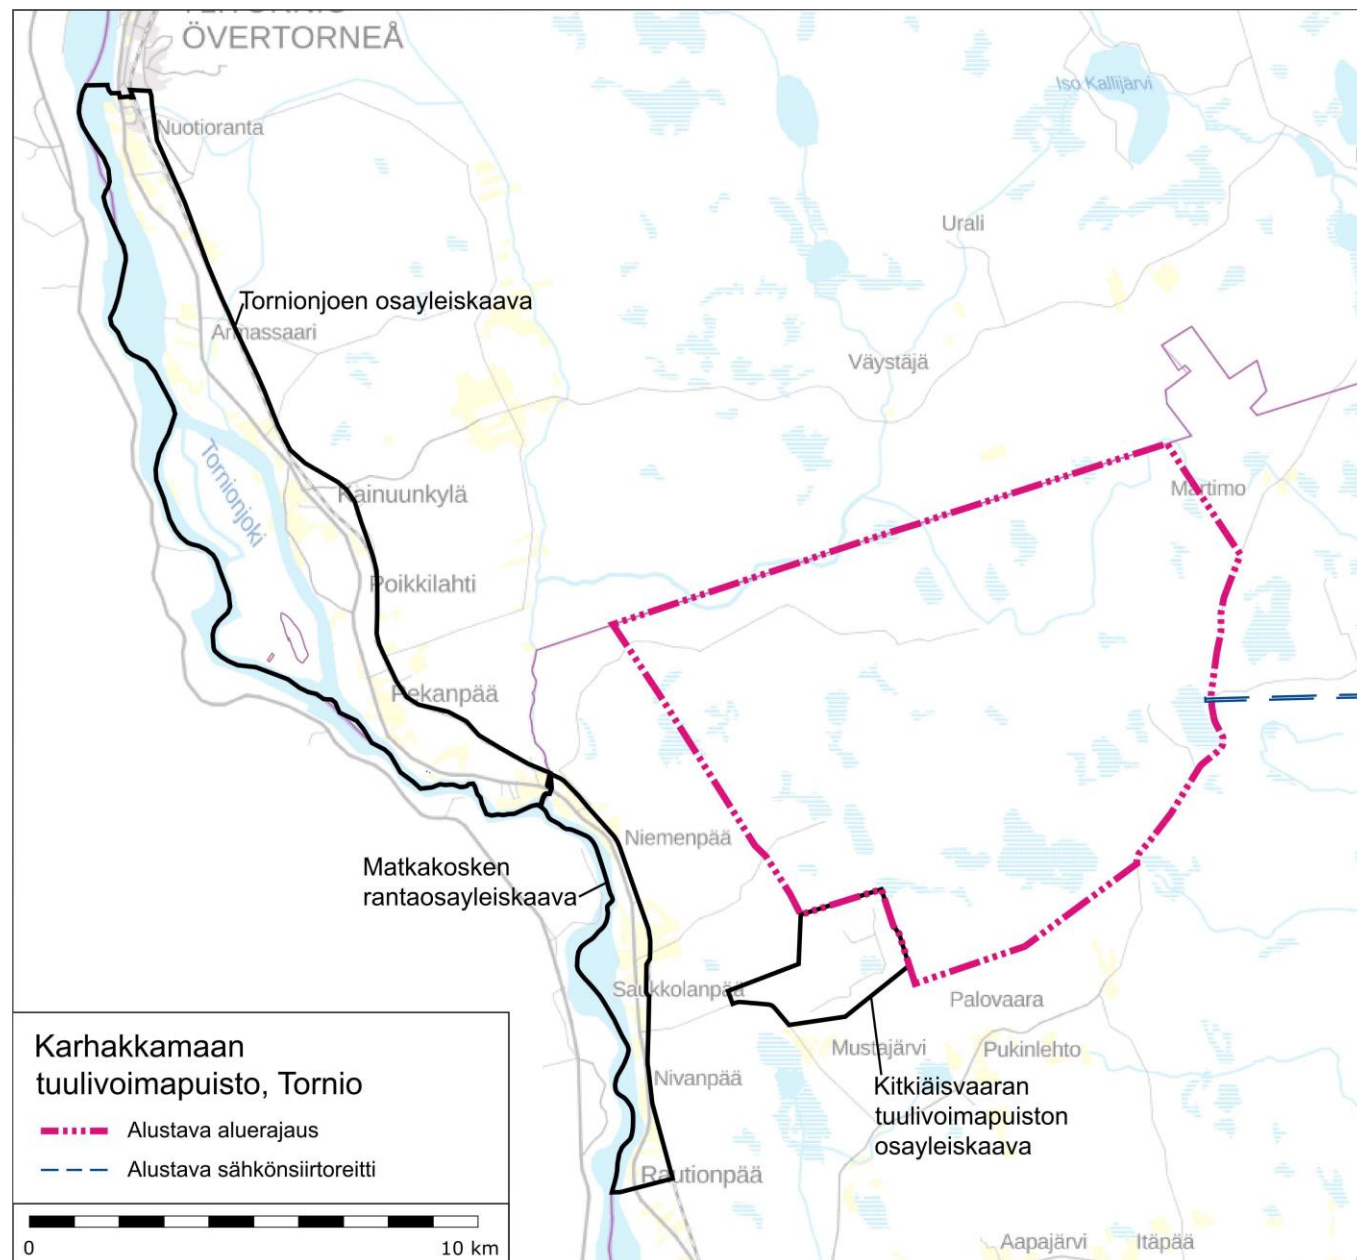 ÖVERTORNEÅ
Iso Kallijärvi
Nuotioranta
Urali
Tornionjoen osayleiskaava
Armassaari
Väystäjä
Tornionjoki
Kainuunkylä
Martimo
Poikkilahti
Pekanpää
Niemenpää
Matkakosken
rantaosayleiskaava
Saukkolanpää
Palovaara
Mustajärvi
Pukinlehto
Nivanpää
Kitkiäisvaaran
tuulivoimapuiston
osayleiskaava
Rautionpää
Aapajärvi
Itäpää
Karhakkamaan
tuulivoimapuisto, Tornio
Alustava aluerajaus
Alustava sähkönsiirtoreitti
0
10 km